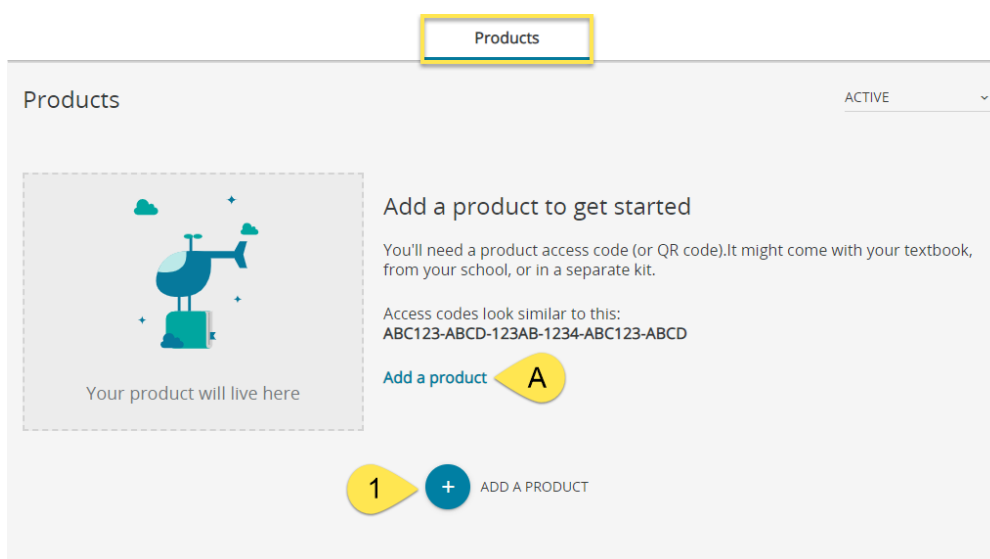 Products
Products
ACTIVE
Add a product to get started
You'll need a product access code (or QR code).It might come with your textbook,
from your school, or in a separate kit.
Access codes look similar to this:
ABC123-ABCD-123AB-1234-ABC123-ABCD
Add a product
A
Your product will live here
1
+ ADD A PRODUCT